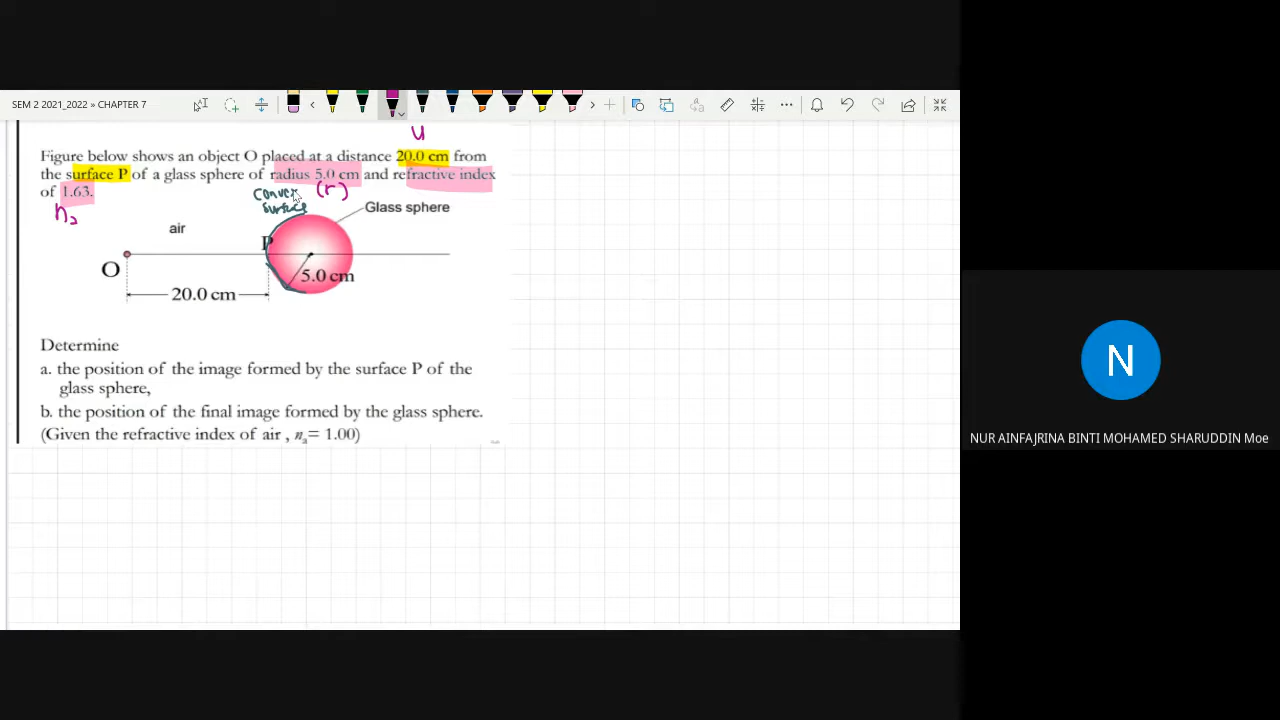 SEM 2 2021_2022 » CHAPTER 7
u
Figure below shows an object O placed at a distance 20.0 cm from
the surface P of a glass sphere of radius 5.0 cm and refractive index
of 1.63.
(r)
convex
surface
n₂
Glass sphere
air
P
O
5.0 cm
20.0 cm
Determine
a. the position of the image formed by the surface P of the
glass sphere,
b. the position of the final image formed by the glass sphere.
(Given the refractive index of air , nₐ= 1.00)
N
NUR AINFAJRINA BINTI MOHAMED SHARUDDIN Moe